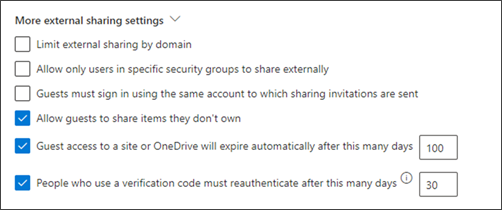 More external sharing settings
Limit external sharing by domain
Allow only users in specific security groups to share externally
Guests must sign in using the same account to which sharing invitations are sent
Allow guests to share items they don't own
Guest access to a site or OneDrive will expire automatically after this many days 100
People who use a verification code must reauthenticate after this many days 30